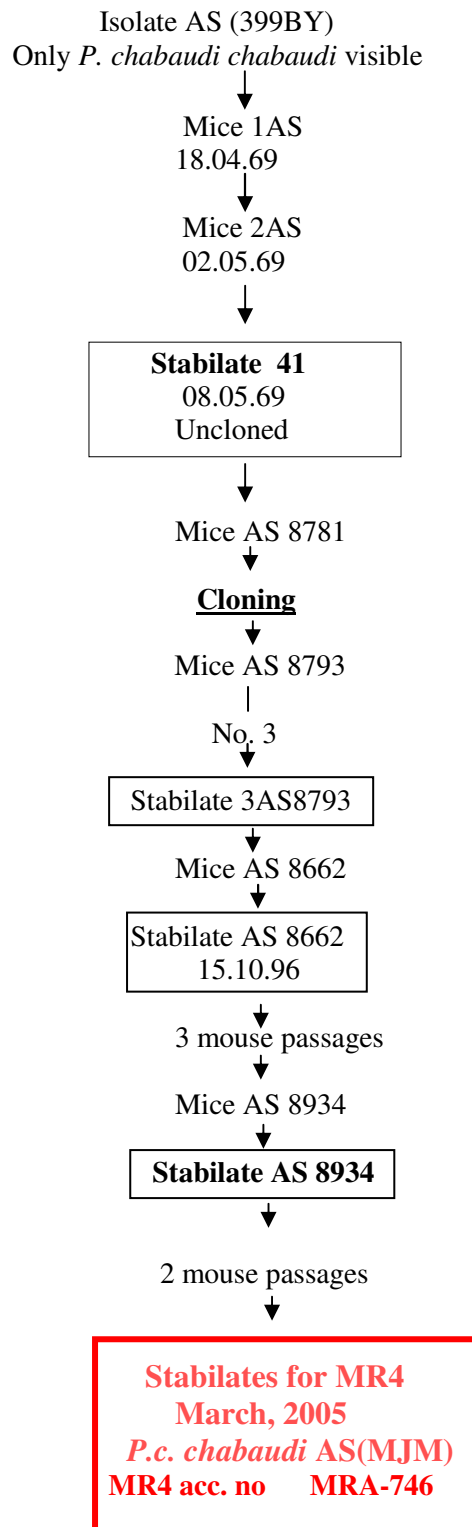 Isolate AS (399BY)
Only P. chabaudi chabaudi visible
Mice 1AS
18.04.69
Mice 2AS
02.05.69
Stabilate 41
08.05.69
Uncloned
Mice AS 8781
Cloning
Mice AS 8793
No. 3
Stabilate 3AS8793
Mice AS 8662
Stabilate AS 8662
15.10.96
3 mouse passages
Mice AS 8934
Stabilate AS 8934
2 mouse passages
Stabilates for MR4
March, 2005
P.c. chabaudi AS(MJM)
MR4 acc. no MRA-746